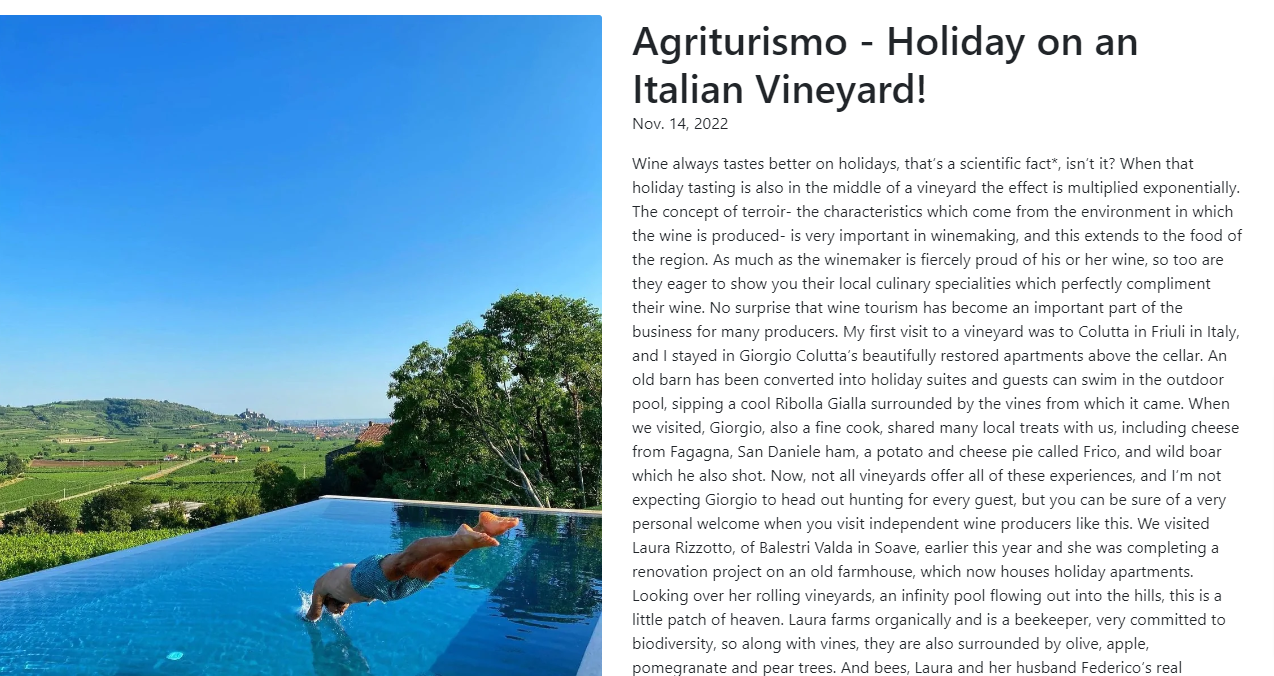 Agriturismo - Holiday on an
Italian Vineyard!
Nov. 14, 2022
Wine always tastes better on holidays, that's a scientific fact*, isn't it? When that
holiday tasting is also in the middle of a vineyard the effect is multiplied exponentially.
The concept of terroir- the characteristics which come from the environment in which
the wine is produced- is very important in winemaking, and this extends to the food of
the region. As much as the winemaker is fiercely proud of his or her wine, so too are
they eager to show you their local culinary specialities which perfectly compliment
their wine. No surprise that wine tourism has become an important part of the
business for many producers. My first visit to a vineyard was to Colutta in Friuli in Italy,
and I stayed in Giorgio Colutta's beautifully restored apartments above the cellar. An
old barn has been converted into holiday suites and guests can swim in the outdoor
pool, sipping a cool Ribolla Gialla surrounded by the vines from which it came. When
we visited, Giorgio, also a fine cook, shared many local treats with us, including cheese
from Fagagna, San Daniele ham, a potato and cheese pie called Frico, and wild boar
which he also shot. Now, not all vineyards offer all of these experiences, and I'm not
expecting Giorgio to head out hunting for every guest, but you can be sure of a very
personal welcome when you visit independent wine producers like this. We visited
Laura Rizzotto, of Balestri Valda in Soave, earlier this year and she was completing a
renovation project on an old farmhouse, which now houses holiday apartments.
Looking over her rolling vineyards, an infinity pool flowing out into the hills, this is a
little patch of heaven. Laura farms organically and is a beekeeper, very committed to
biodiversity, so along with vines, they are also surrounded by olive, apple,
pomegranate and pear trees. And bees, Laura and her husband Federico's real